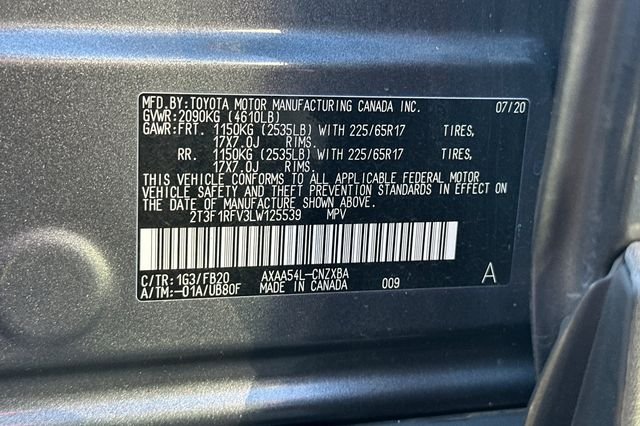 MFD.BY:TOYOTA MOTOR MANUFACTURING CANADA INC. 07/20
GVWR:2090KG (4610LB)
GAWR:FRT. 1150KG (2535LB) WITH 225/65R17 TIRES,
17X7.0J RIMS.
RR. 1150KG (2535LB) WITH 225/65R17 TIRES,
17X7.0J RIMS.
THIS VEHICLE CONFORMS TO ALL APPLICABLE FEDERAL MOTOR
VEHICLE SAFETY AND THEFT PREVENTION STANDARDS IN EFFECT ON
THE DATE OF MANUFACTURE SHOWN ABOVE.
2T3F1RFV3LW125539 MPV
C/TR:1G3/FB20 AXAA54L-CNZXBA
A/TM:-01A/UB80F MADE IN CANADA 009 A